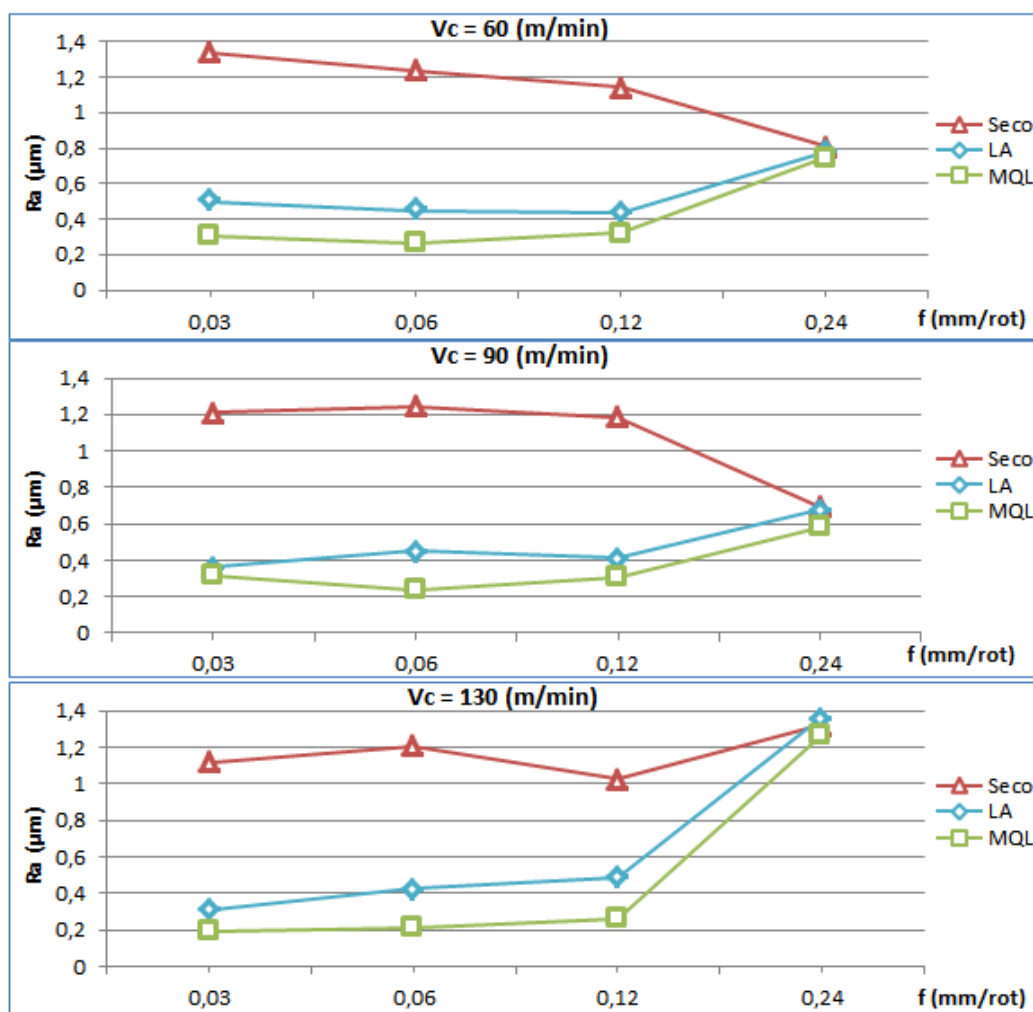 Vc = 60 (m/min)
1,4
1,2
1
0,8
0,6
0,4
0,2
0
Ra (µm)
0,03 0,06 0,12 0,24 f (mm/rot)
Seco
LA
MQL
Vc = 90 (m/min)
1,4
1,2
1
0,8
0,6
0,4
0,2
0
Ra (µm)
0,03 0,06 0,12 0,24 f (mm/rot)
Seco
LA
MQL
Vc = 130 (m/min)
1,4
1,2
1
0,8
0,6
0,4
0,2
0
Ra (µm)
0,03 0,06 0,12 0,24 f (mm/rot)
Seco
LA
MQL